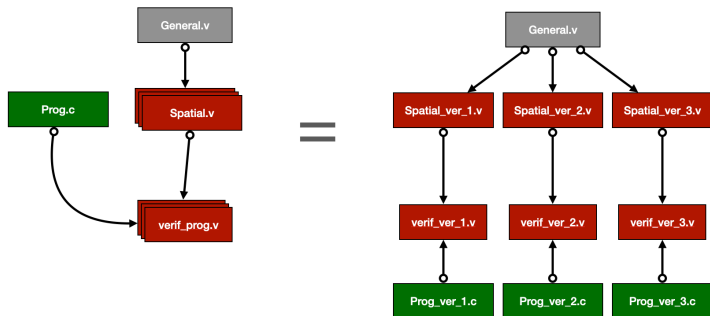 General.v
General.v
Prog.c
Spatial.v
=
Spatial_ver_1.v
Spatial_ver_2.v
Spatial_ver_3.v
verif_prog.v
verif_ver_1.v
verif_ver_2.v
verif_ver_3.v
Prog_ver_1.c
Prog_ver_2.c
Prog_ver_3.c